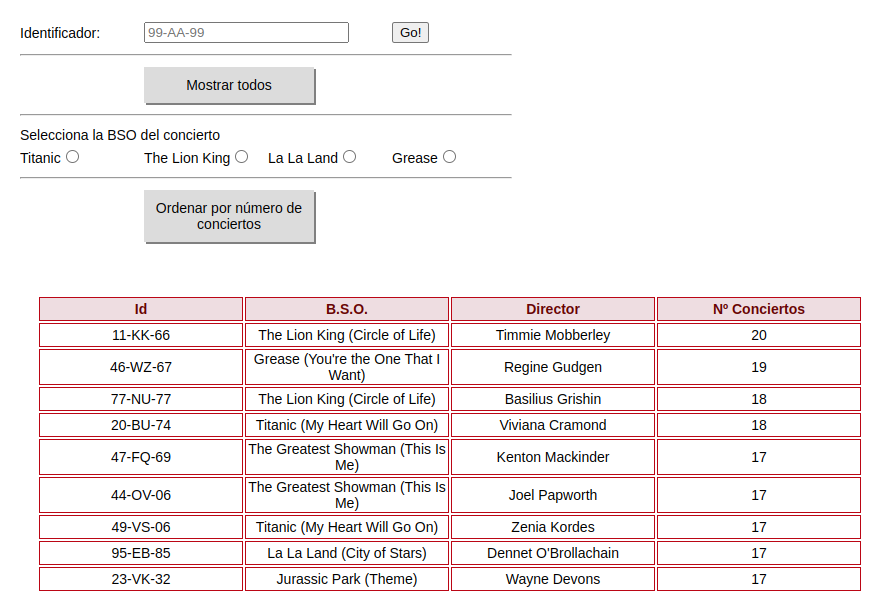 Identificador: 99-AA-99 Go!
Mostrar todos
Selecciona la BSO del concierto
Titanic The Lion King La La Land Grease
Ordenar por número de
conciertos
Id B.S.O. Director Nº Conciertos
11-KK-66 The Lion King (Circle of Life) Timmie Mobberley 20
46-WZ-67 Grease (You're the One That I
Want) Regine Gudgen 19
77-NU-77 The Lion King (Circle of Life) Basilius Grishin 18
20-BU-74 Titanic (My Heart Will Go On) Viviana Cramond 18
47-FQ-69 The Greatest Showman (This Is
Me) Kenton Mackinder 17
44-OV-06 The Greatest Showman (This Is
Me) Joel Papworth 17
49-VS-06 Titanic (My Heart Will Go On) Zenia Kordes 17
95-EB-85 La La Land (City of Stars) Dennet O'Brollachain 17
23-VK-32 Jurassic Park (Theme) Wayne Devons 17